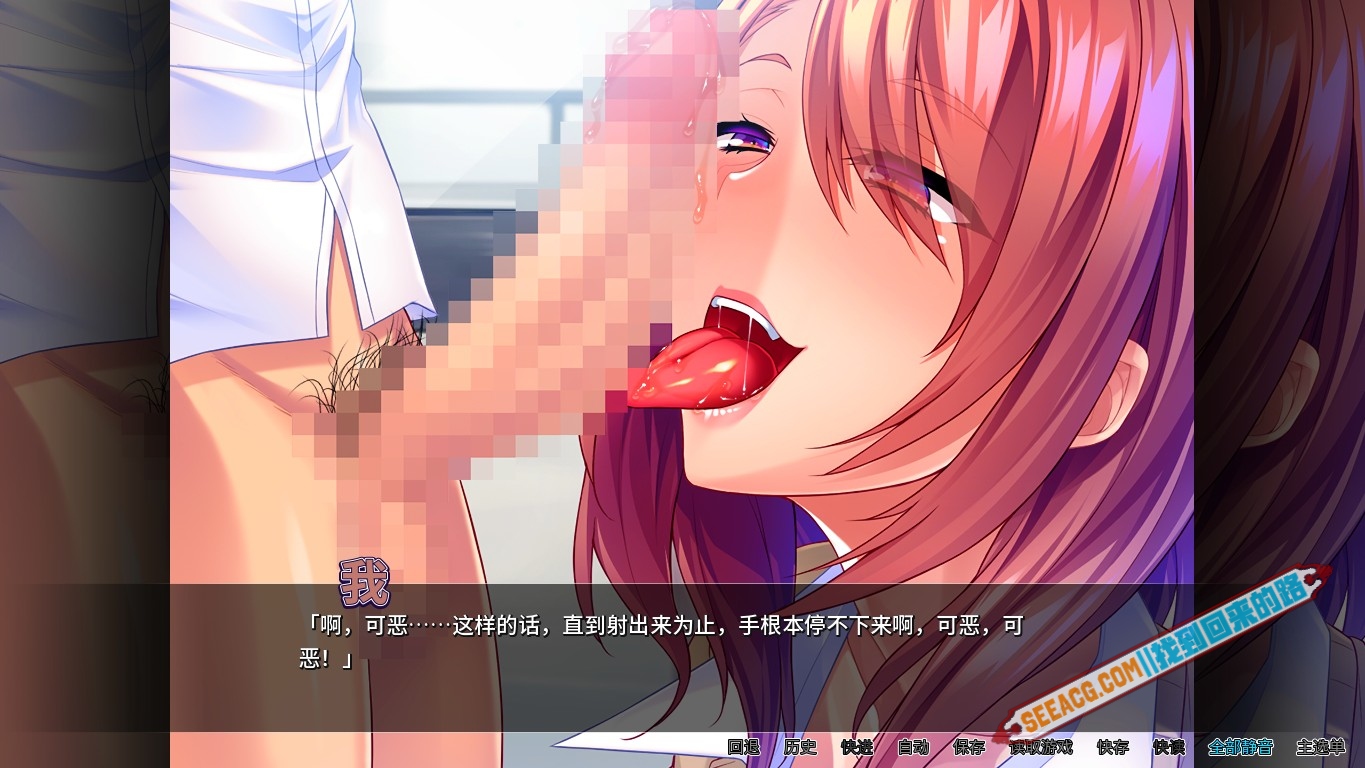 我
「啊，可恶……这样的话，直到射出来为止，手根本停不下来啊，可恶，可
恶！」
SEEACG.COM||找到回来的路
回退 历史 快进 自动 保存 读取游戏 快存 快读 全部静音 主选单